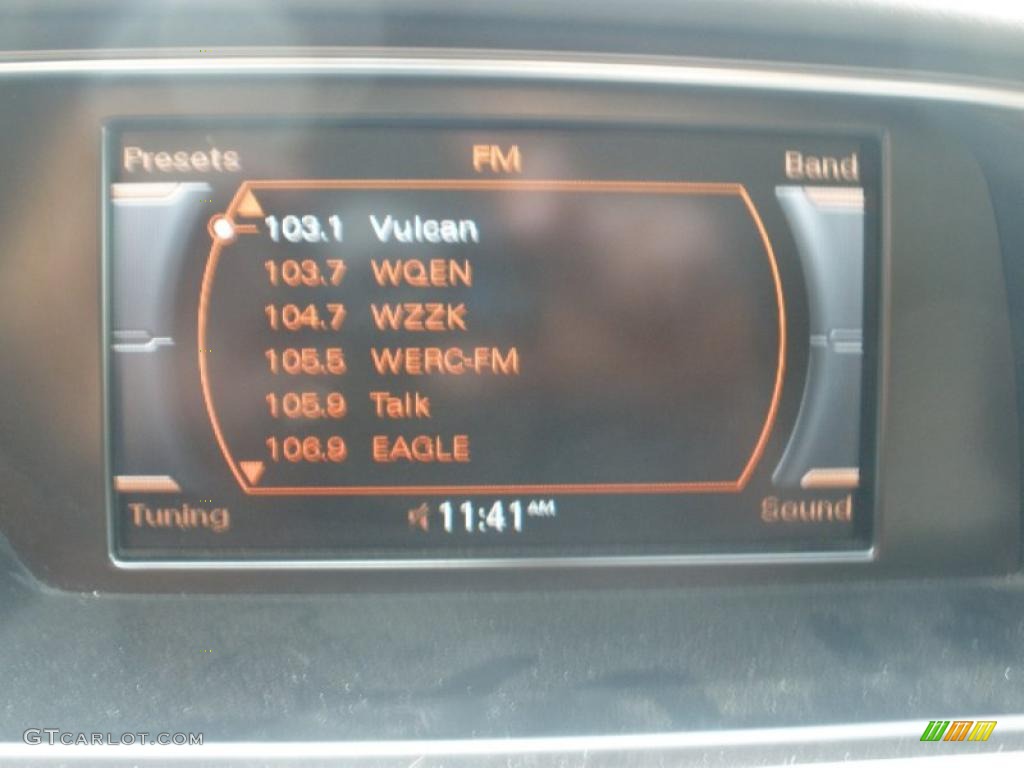 Presets FM Band
103.1 Vulcan
103.7 WQEN
104.7 WZZK
105.5 WERC-FM
105.9 Talk
106.9 EAGLE
Tuning 11:41 AM Sound
GTCARLOT.COM